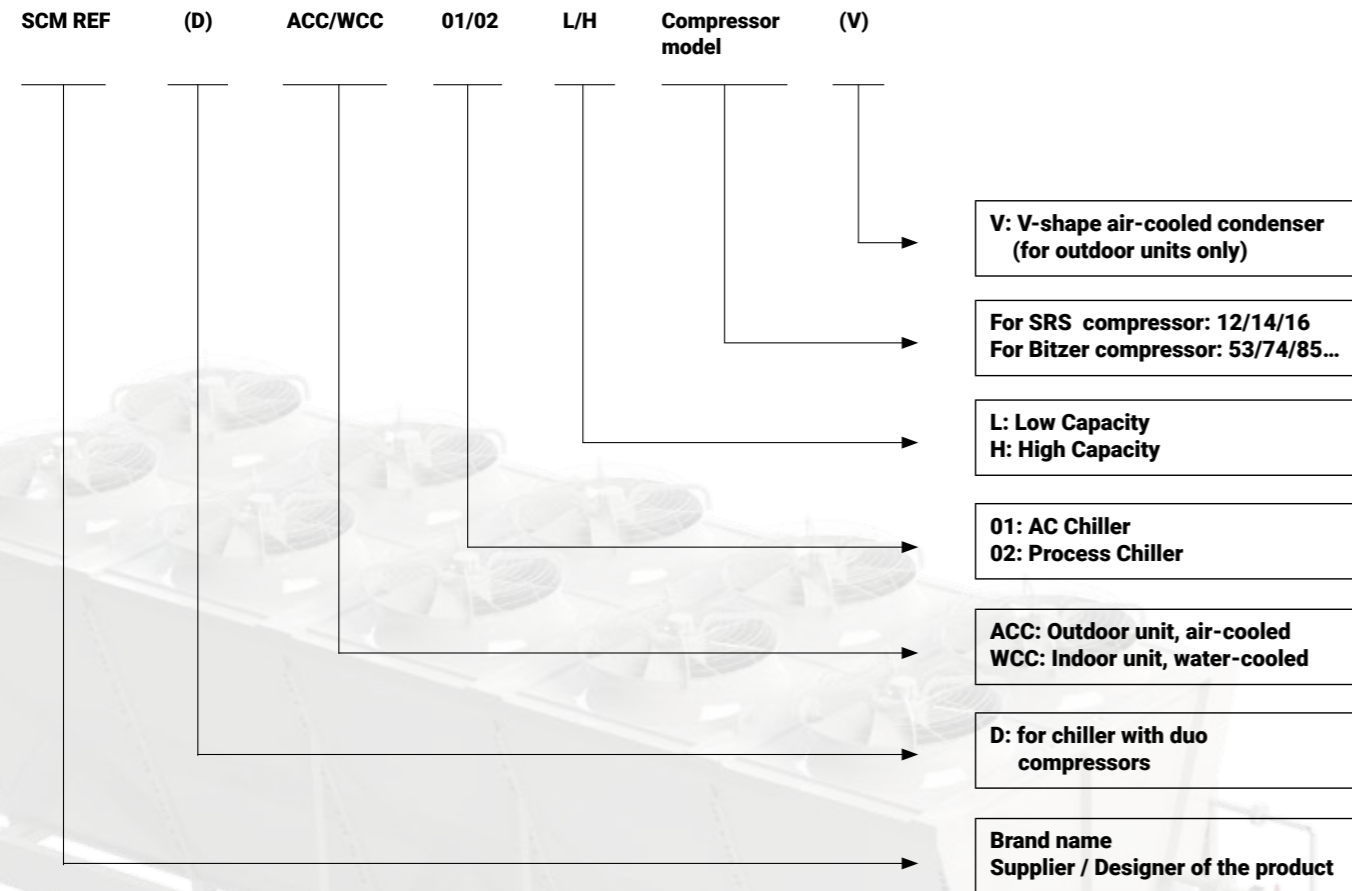 SCM REF (D) ACC/WCC 01/02 L/H Compressor (V)
model
V: V-shape air-cooled condenser
(for outdoor units only)
For SRS compressor: 12/14/16
For Bitzer compressor: 53/74/85...
L: Low Capacity
H: High Capacity
01: AC Chiller
02: Process Chiller
ACC: Outdoor unit, air-cooled
WCC: Indoor unit, water-cooled
D: for chiller with duo
compressors
Brand name
Supplier / Designer of the product